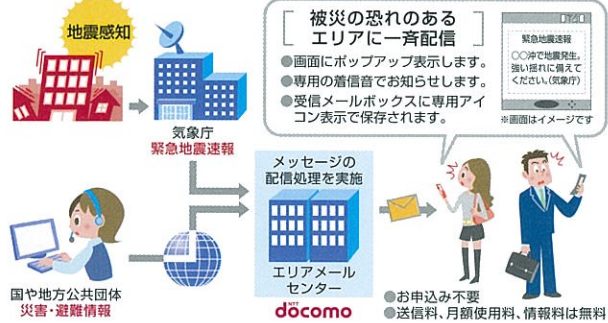 地震感知
気象庁
緊急地震速報
国や地方公共団体
災害・避難情報
メッセージの
配信処理を実施
エリアメール
センター
NTT
döcomo
被災の恐れのある
エリアに一斉配信
●画面にポップアップ表示します。
●専用の着信音でお知らせします。
●受信メールボックスに専用アイ
コン表示で保存されます。
緊急地震速報
○○沖で地震発生。
強い揺れに備えて
ください。(気象庁)
※画面はイメージです
●お申込み不要
●送信料、月額使用料、情報料は無料